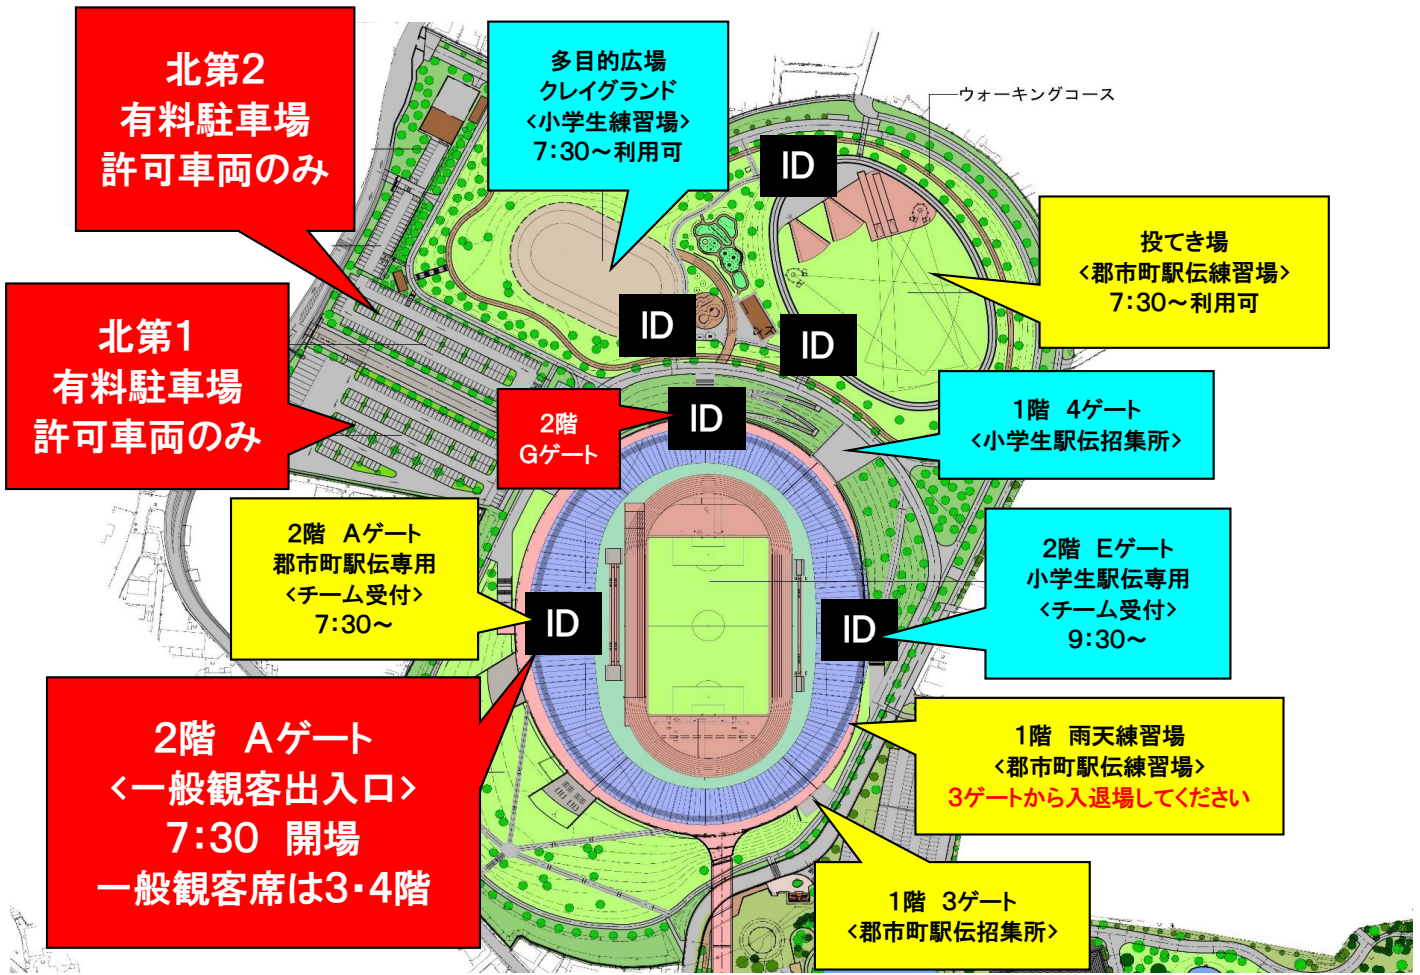 北第2
有料駐車場
許可車両のみ
多目的広場
クレイグランド
<小学生練習場>
7:30～利用可
ウォーキングコース
ID
投てき場
<郡市町駅伝練習場>
7:30～利用可
北第1
有料駐車場
許可車両のみ
ID
ID
2階
Gゲート
ID
1階 4ゲート
<小学生駅伝招集所>
2階 Aゲート
郡市町駅伝専用
<チーム受付>
7:30～
ID
ID
2階 Eゲート
小学生駅伝専用
<チーム受付>
9:30～
2階 Aゲート
<一般観客出入口>
7:30 開場
一般観客席は3・4階
1階 雨天練習場
<郡市町駅伝練習場>
3ゲートから入退場してください
1階 3ゲート
<郡市町駅伝招集所>